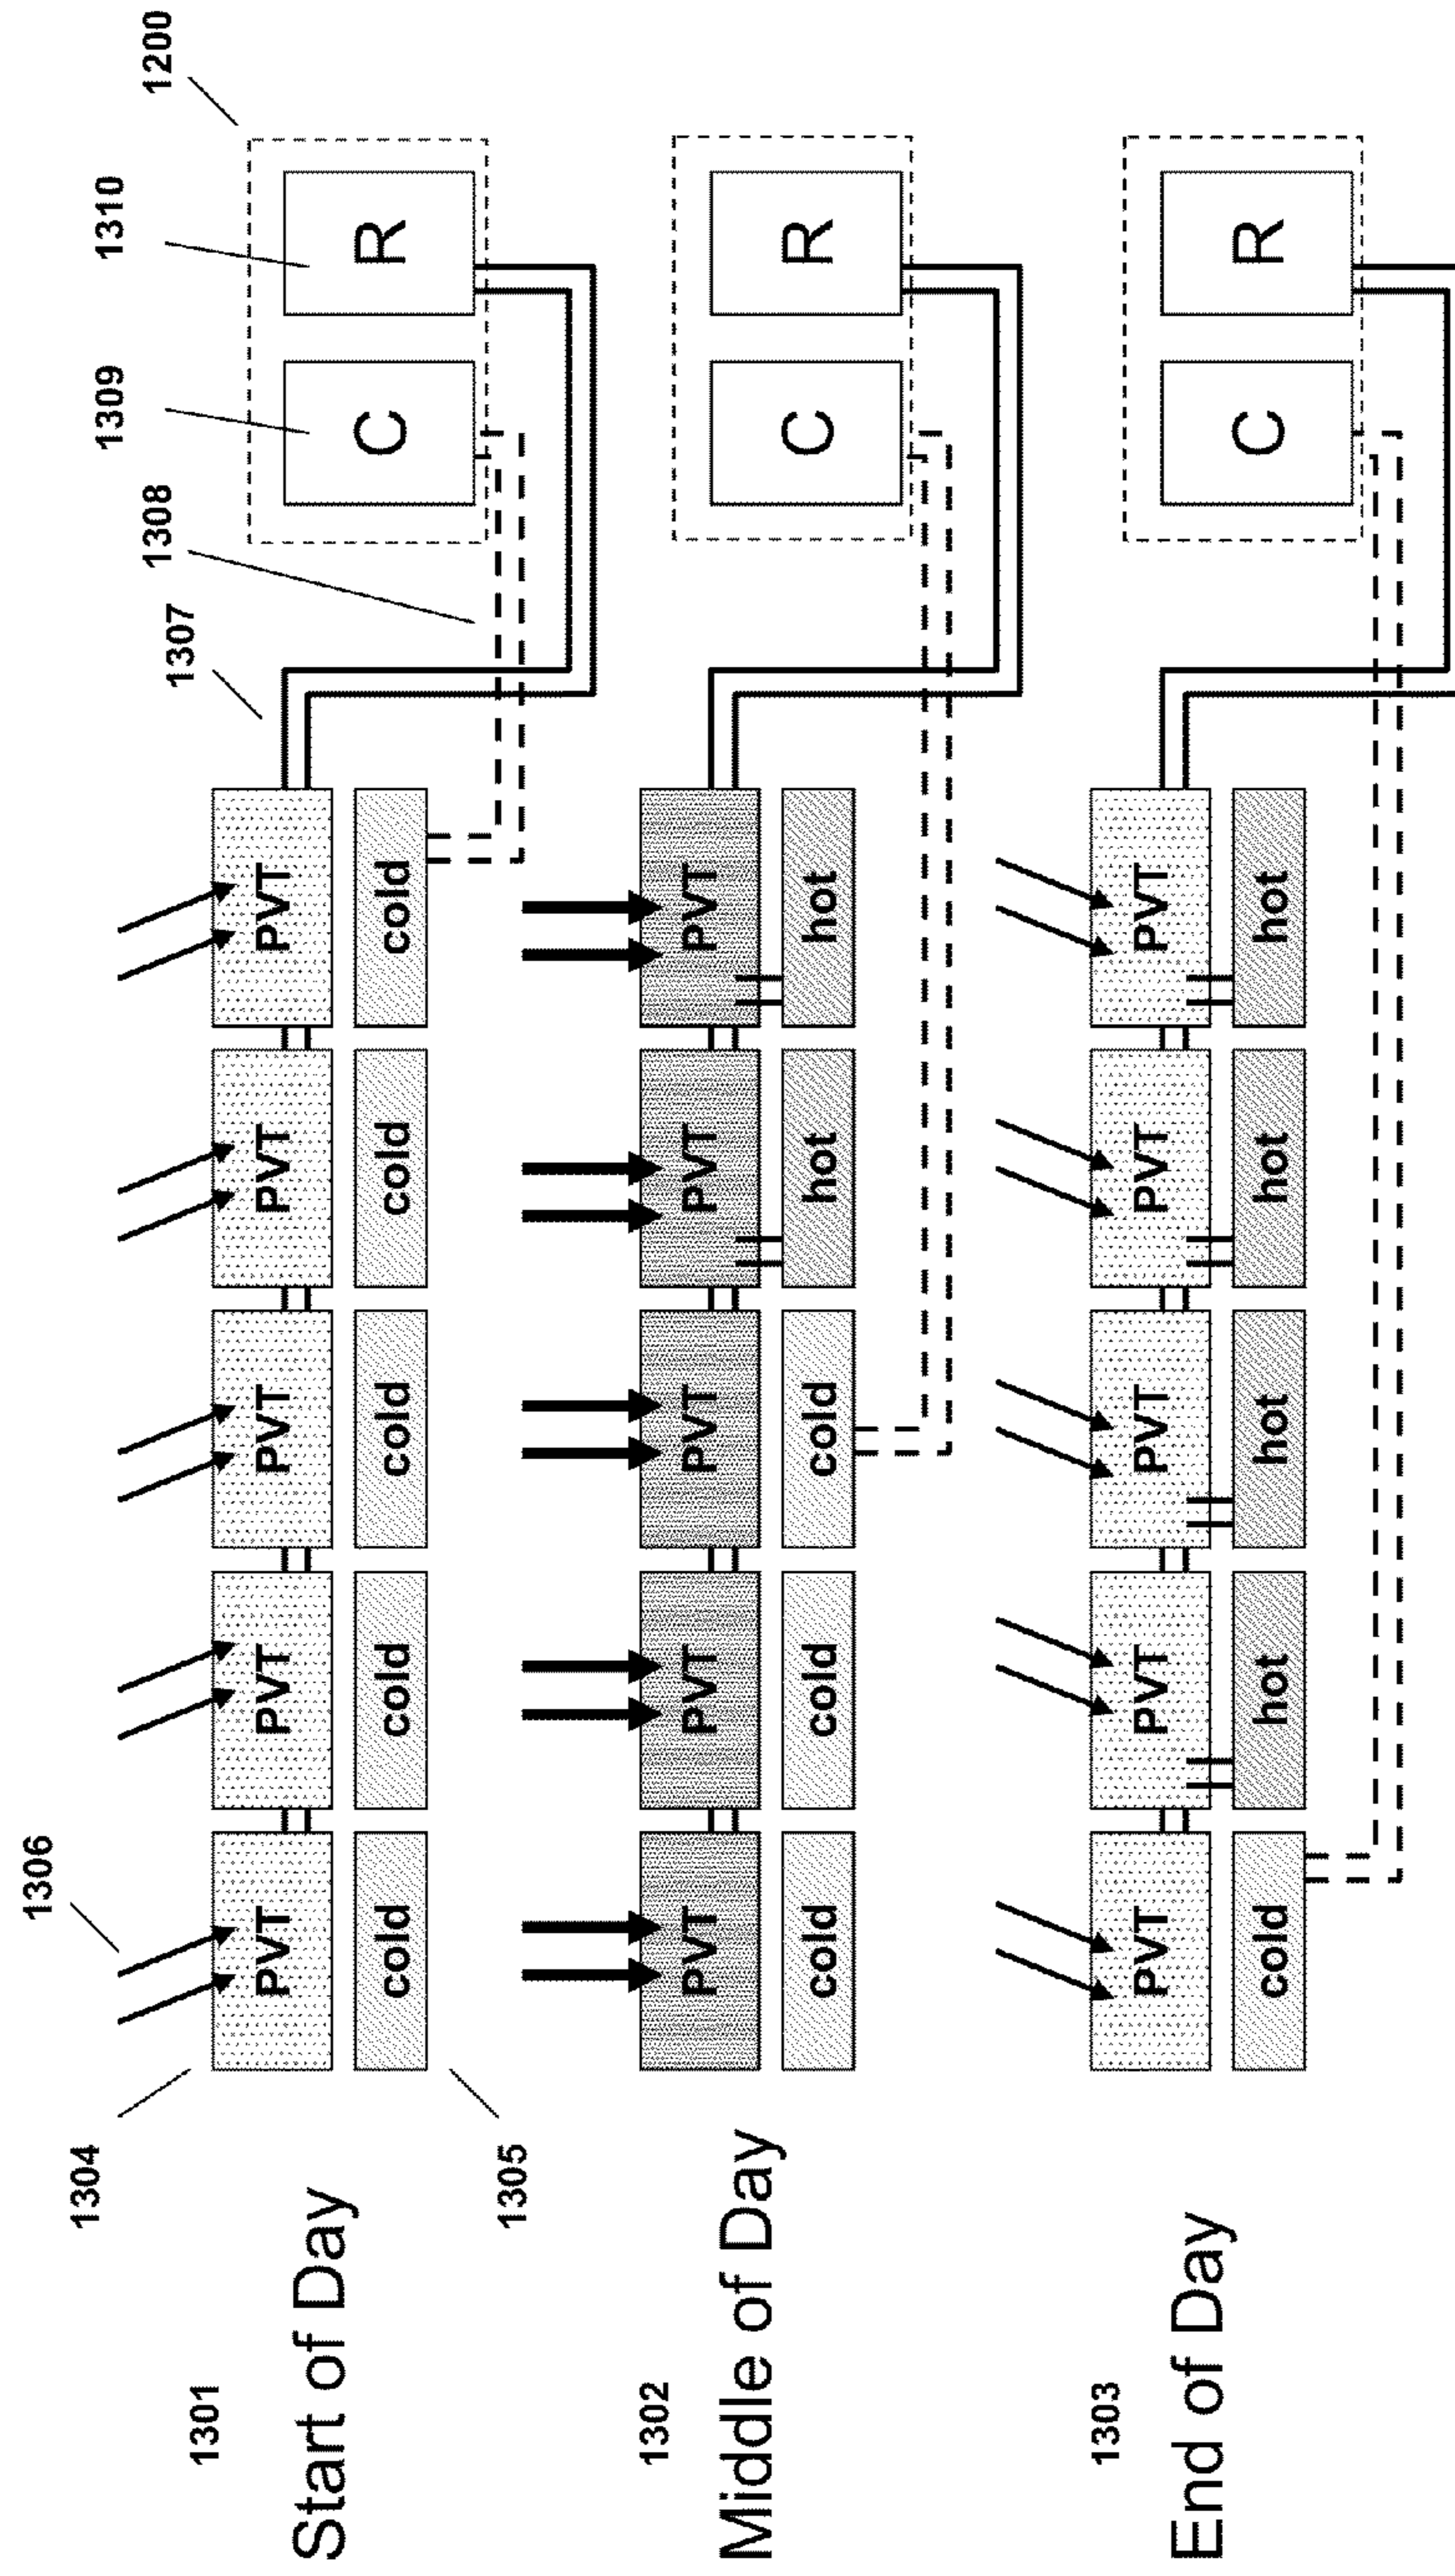 1200
1310
1309
1308
1307
1306
1304
1305
1301
Start of Day
PVT PVT PVT PVT PVT
cold cold cold cold cold
C R
1302
Middle of Day
PVT PVT PVT PVT PVT
cold cold cold hot hot
C R
1303
End of Day
PVT PVT PVT PVT PVT
cold hot hot hot hot
C R